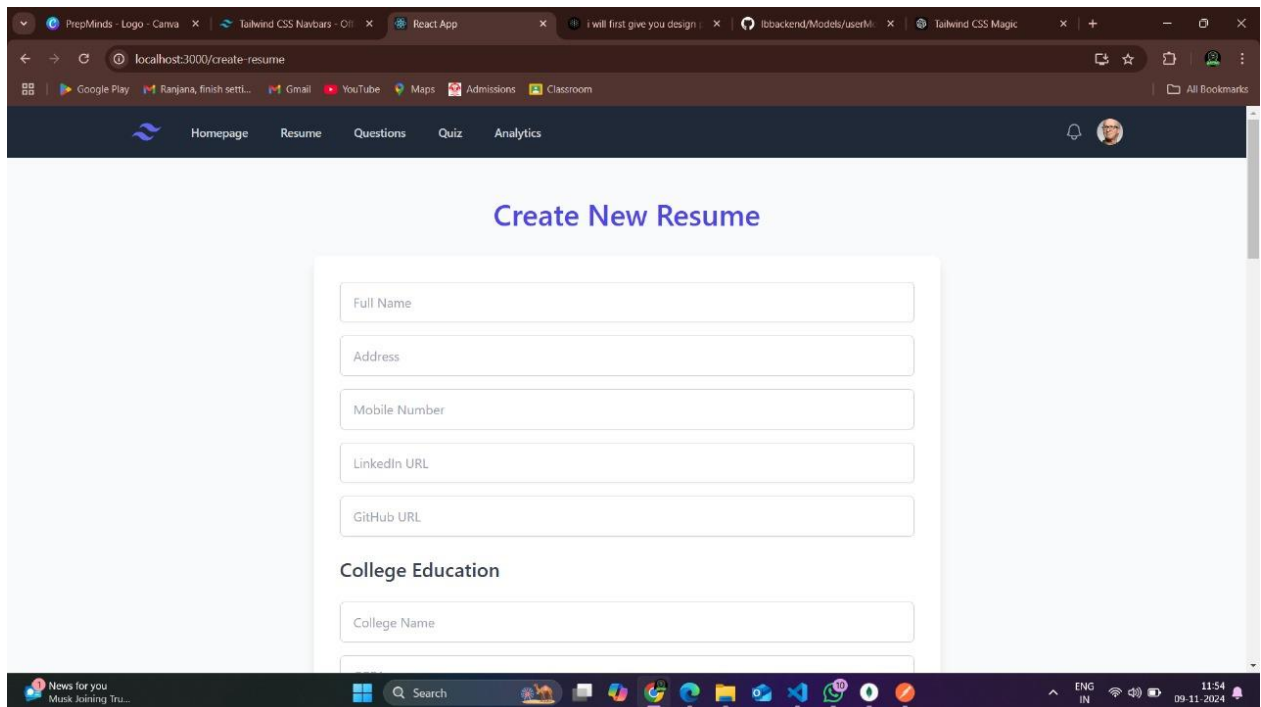 PrepMinds - Logo - Canva
Tailwind CSS Navbars - Offi
React App
i will first give you design p
lbbackend/Models/userMo
Tailwind CSS Magic
localhost:3000/create-resume
Google Play
Ranjana, finish setti...
Gmail
YouTube
Maps
Admissions
Classroom
All Bookmarks
Homepage
Resume
Questions
Quiz
Analytics
Create New Resume
Full Name
Address
Mobile Number
LinkedIn URL
GitHub URL
College Education
College Name
1
News for you
Musk Joining Tru...
Search
10
ENG
IN
11:54
09-11-2024